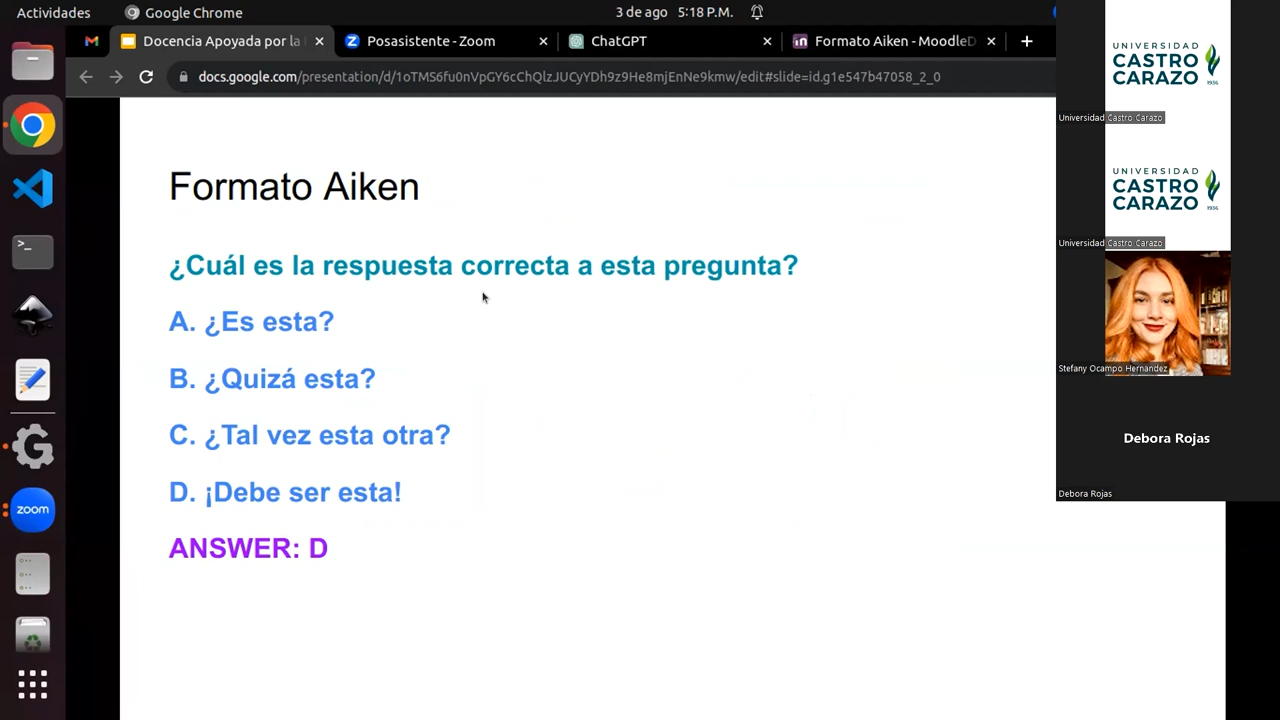 Actividades
Google Chrome
3 de ago 5:18 P.M.
Docencia Apoyada por la
Posasistente - Zoom
ChatGPT
Formato Aiken - MoodleD
docs.google.com/presentation/d/1oTMS6fu0nVpGY6cChQlzJUCyYDh9z9He8mjEnNe9kmw/edit#slide=id.g1e547b47058_2_0
Formato Aiken
¿Cuál es la respuesta correcta a esta pregunta?
A. ¿Es esta?
B. ¿Quizá esta?
C. ¿Tal vez esta otra?
D. ¡Debe ser esta!
ANSWER: D
zoom
UNIVERSIDAD
CASTRO
CARAZO
1936
Universidad Castro Carazo
UNIVERSIDAD
CASTRO
CARAZO
1936
Universidad Castro Carazo
Stefany Ocampo Hernandez
Debora Rojas
Debora Rojas